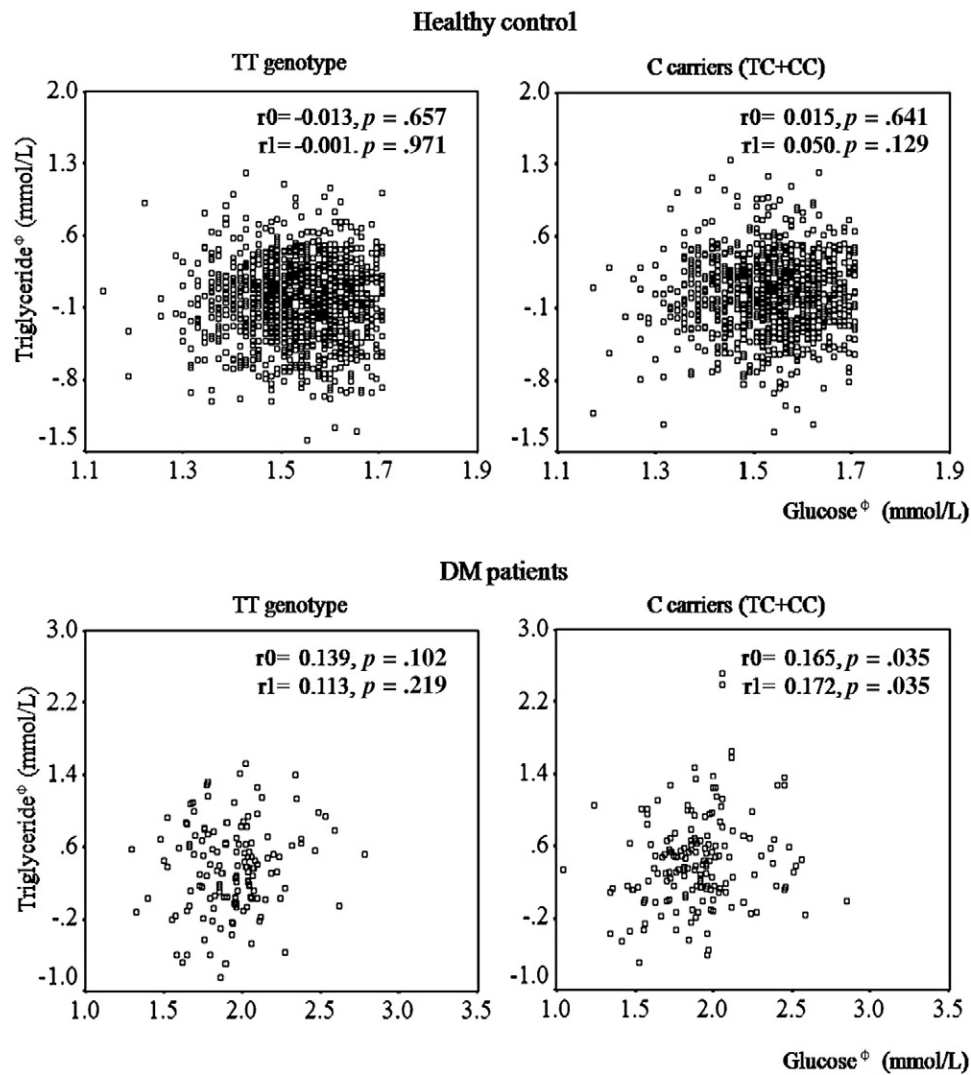 Healthy control
TT genotype
C carriers (TC+CC)
r0= -0.013, p = .657
r1= -0.001. p = .971
r0= 0.015, p = .641
r1= 0.050. p = .129
Triglyceride Φ (mmol/L)
2.0
1.3
.6
-.1
-.8
-1.5
1.1
1.3
1.5
1.7
1.9
2.0
1.3
.6
-.1
-.8
-1.5
1.1
1.3
1.5
1.7
1.9
Glucose Φ (mmol/L)
DM patients
TT genotype
C carriers (TC+CC)
r0= 0.139, p = .102
r1= 0.113, p = .219
r0= 0.165, p = .035
r1= 0.172, p = .035
Triglyceride Φ (mmol/L)
3.0
2.2
1.4
.6
-.2
-1.0
1.0
1.5
2.0
2.5
3.0
3.5
3.0
2.2
1.4
.6
-.2
-1.0
1.0
1.5
2.0
2.5
3.0
3.5
Glucose Φ (mmol/L)